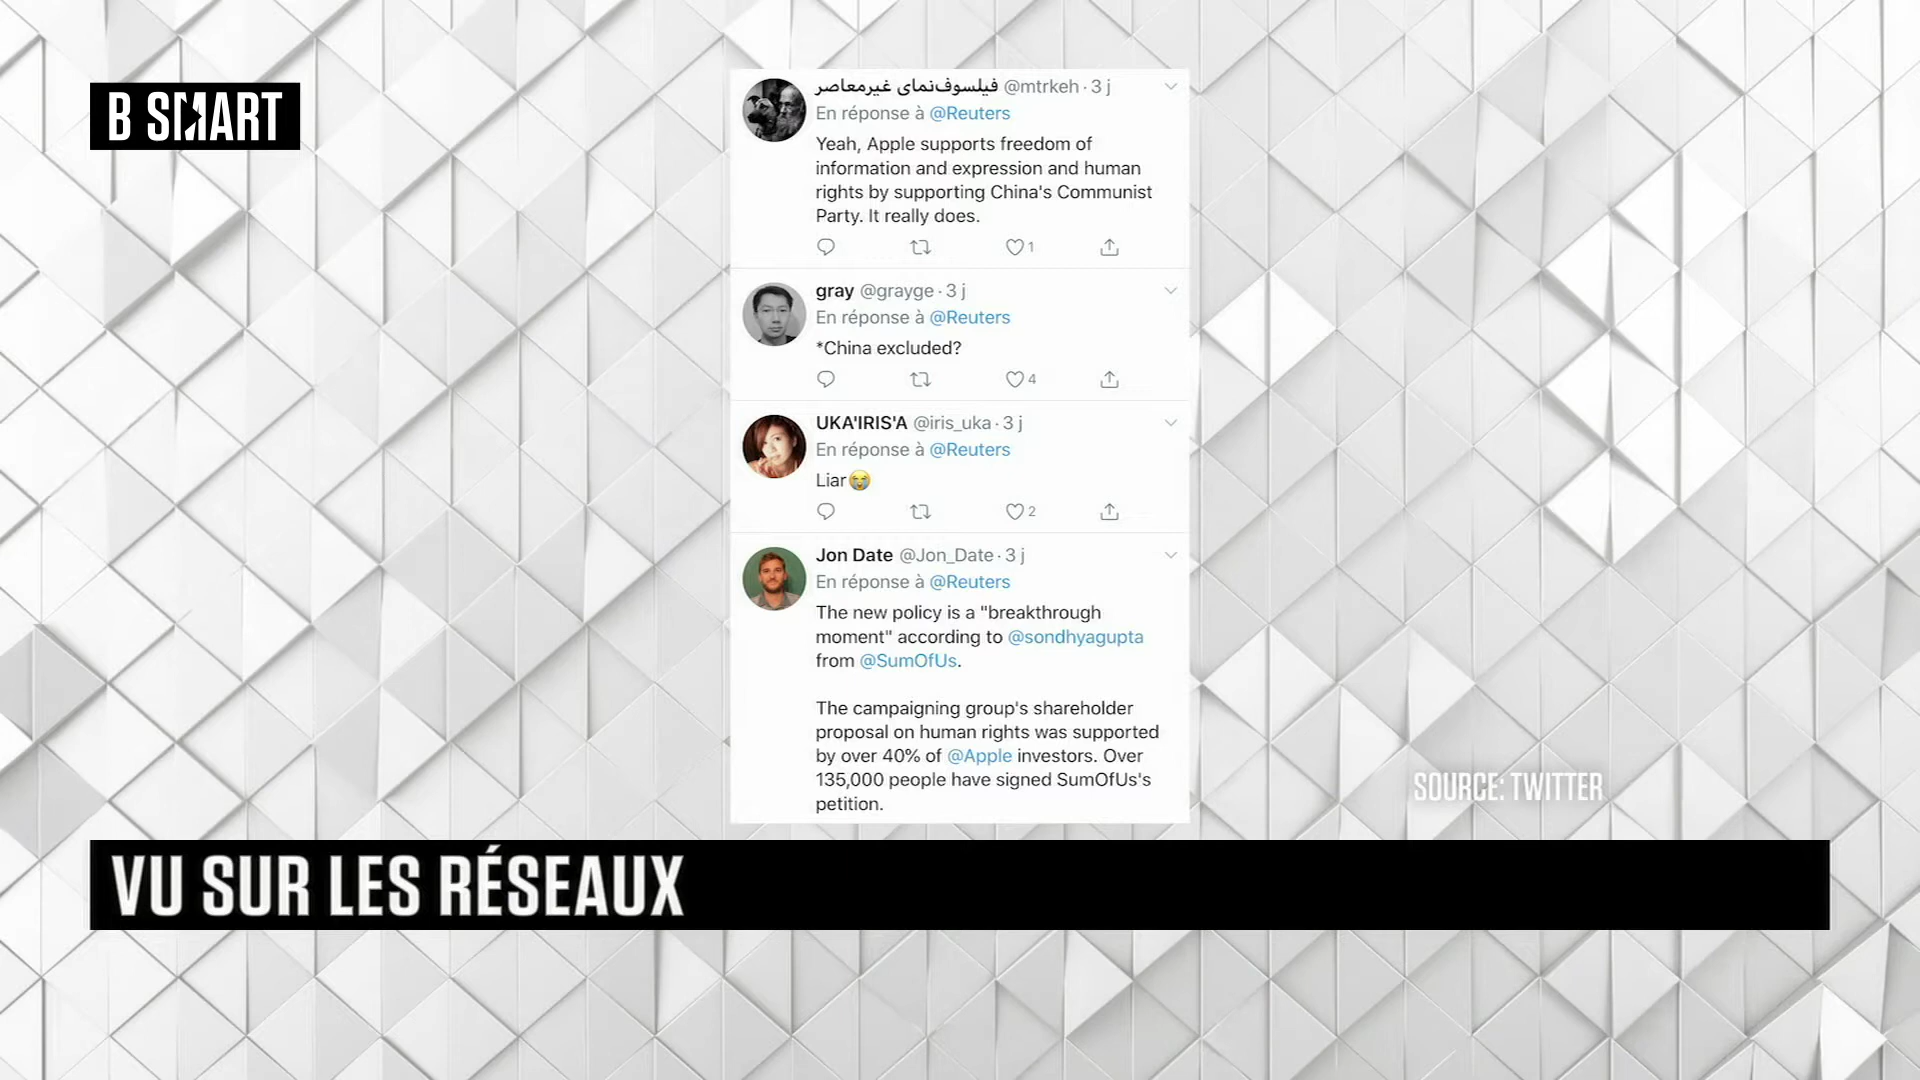 B SMART
فیلسوف‌نمای غیرمعاصر @mtrkeh · 3 j
En réponse à @Reuters
Yeah, Apple supports freedom of
information and expression and human
rights by supporting China's Communist
Party. It really does.
1
gray @grayge · 3 j
En réponse à @Reuters
*China excluded?
4
UKA'IRIS'A @iris_uka · 3 j
En réponse à @Reuters
Liar😭
2
Jon Date @Jon_Date · 3 j
En réponse à @Reuters
The new policy is a "breakthrough
moment" according to @sondhyagupta
from @SumOfUs.
The campaigning group's shareholder
proposal on human rights was supported
by over 40% of @Apple investors. Over
135,000 people have signed SumOfUs's
petition.
SOURCE: TWITTER
VU SUR LES RÉSEAUX